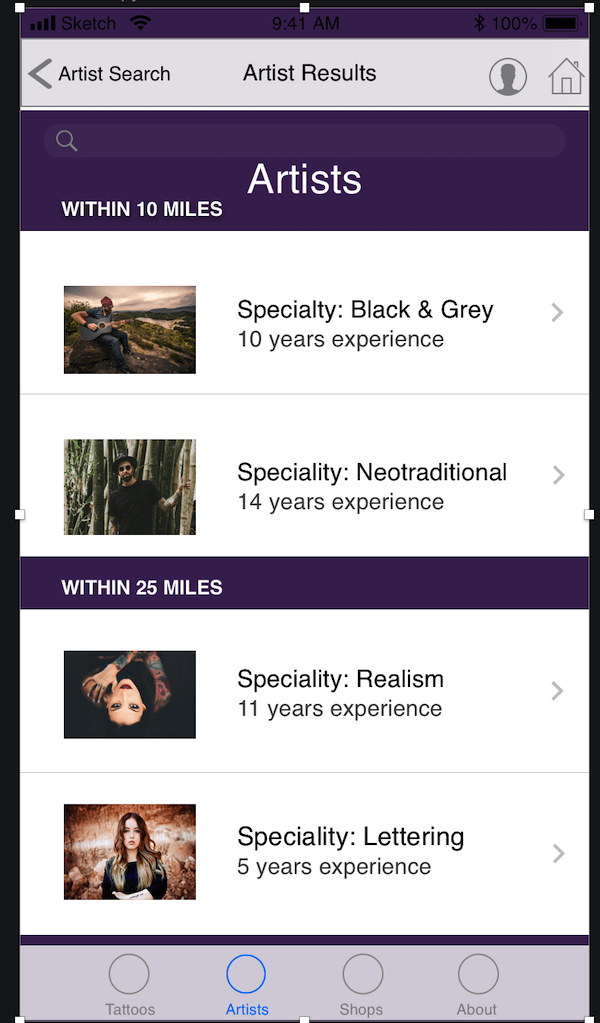 Sketch 9:41 AM 100%
Artist Search Artist Results
Artists
WITHIN 10 MILES
Specialty: Black & Grey
10 years experience
Speciality: Neotraditional
14 years experience
WITHIN 25 MILES
Speciality: Realism
11 years experience
Speciality: Lettering
5 years experience
Tattoos Artists Shops About